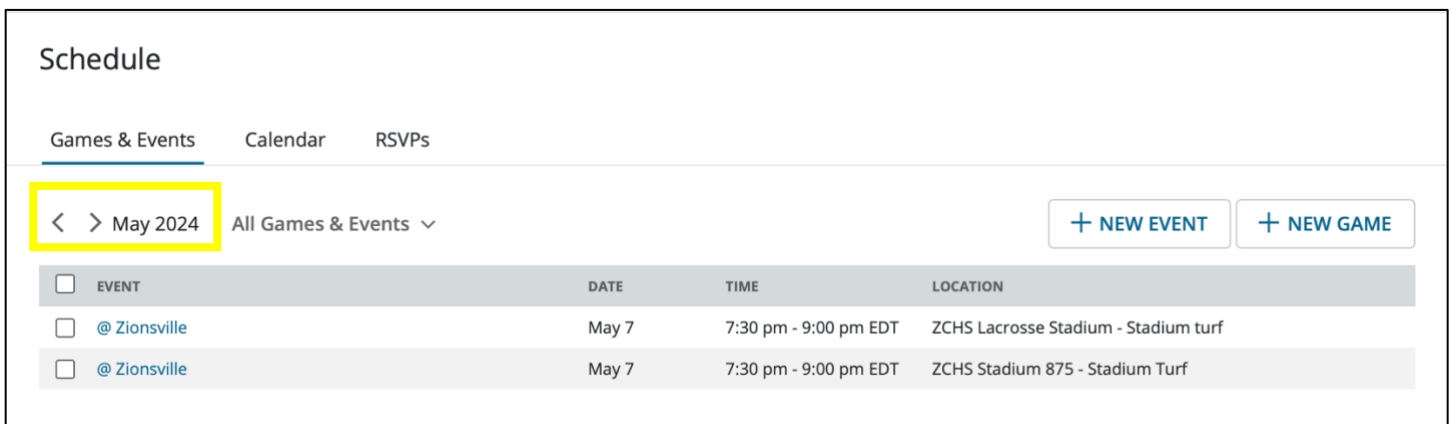 Schedule
Games & Events Calendar RSVPs
May 2024 All Games & Events + NEW EVENT + NEW GAME
EVENT DATE TIME LOCATION
@ Zionsville May 7 7:30 pm - 9:00 pm EDT ZCHS Lacrosse Stadium - Stadium turf
@ Zionsville May 7 7:30 pm - 9:00 pm EDT ZCHS Stadium 875 - Stadium Turf